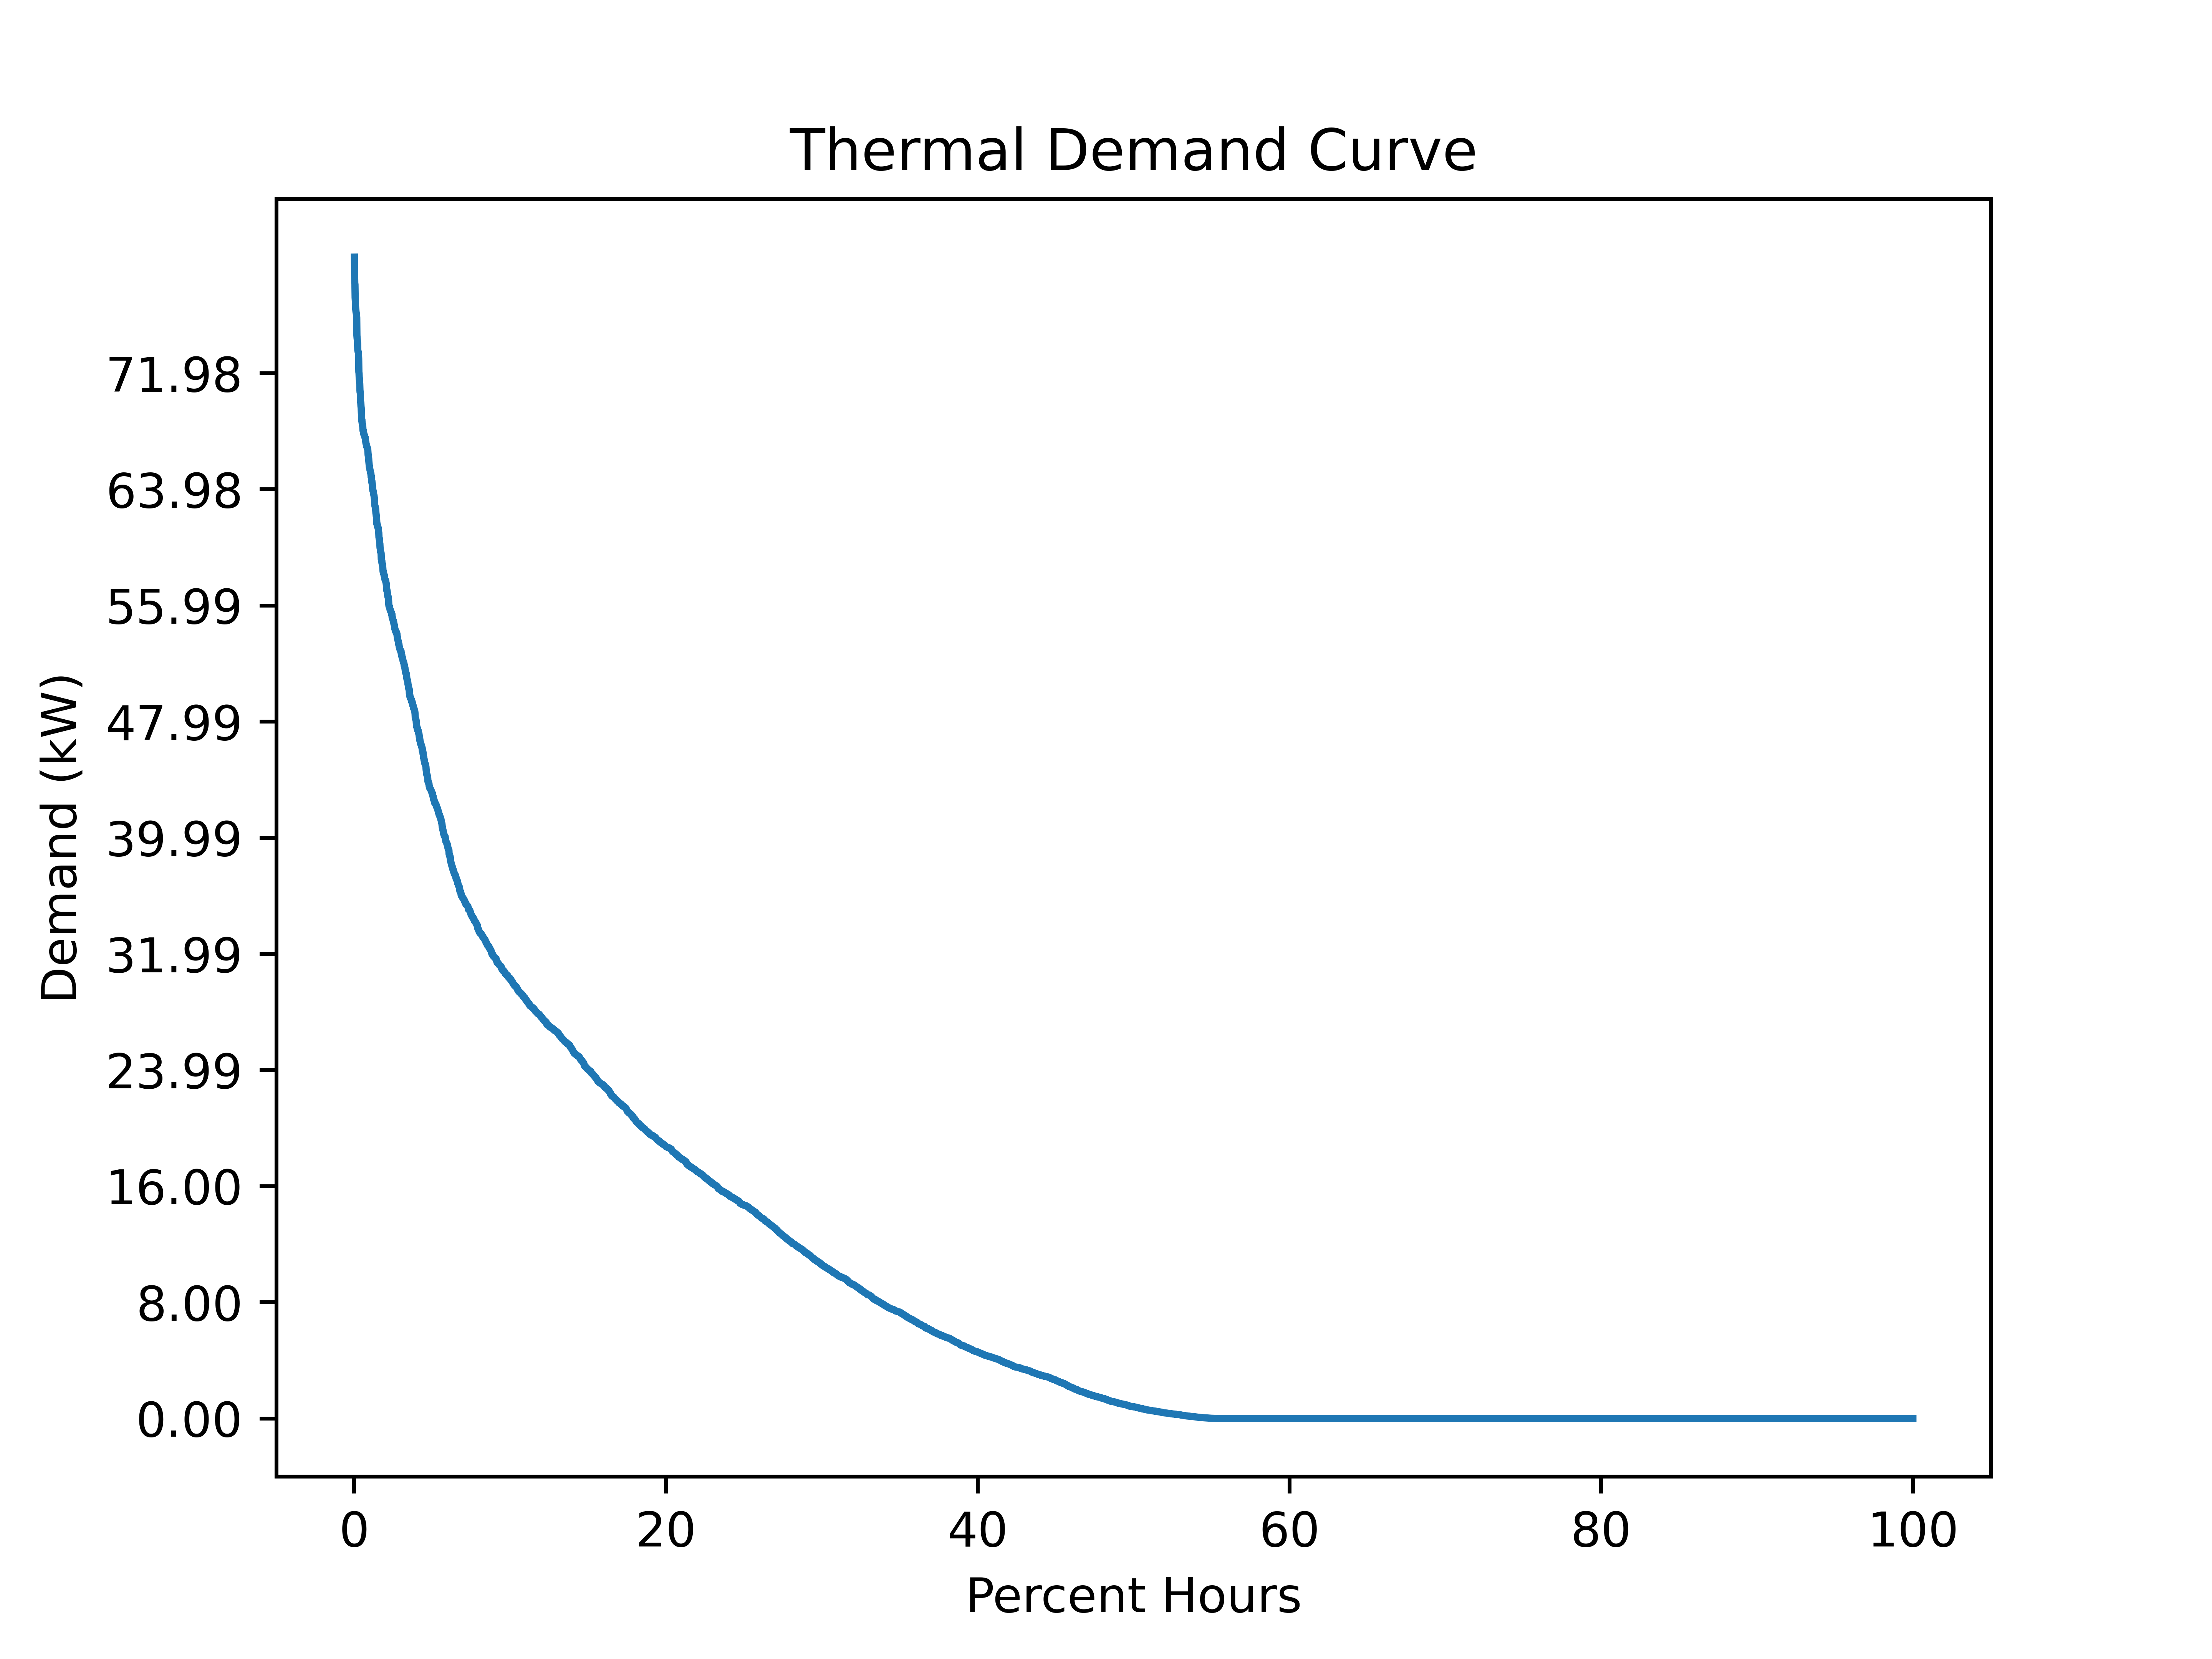 Thermal Demand Curve
71.98
63.98
55.99
47.99
39.99
31.99
23.99
16.00
8.00
0.00
Demand (kW)
0 20 40 60 80 100
Percent Hours